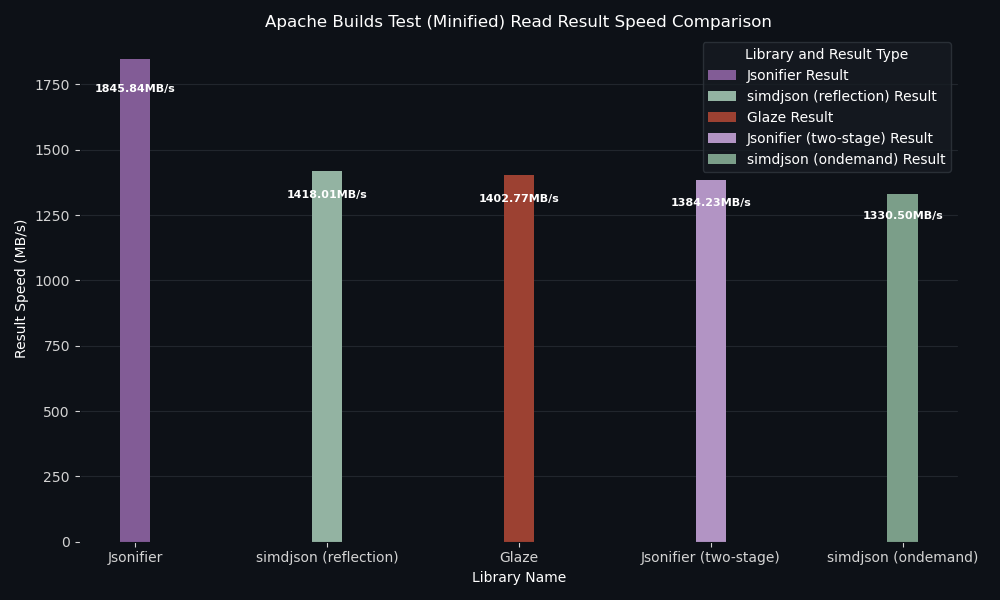 Apache Builds Test (Minified) Read Result Speed Comparison
Library and Result Type
Jsonifier Result
simdjson (reflection) Result
Glaze Result
Jsonifier (two-stage) Result
simdjson (ondemand) Result
Result Speed (MB/s)
1750
1500
1250
1000
750
500
250
0
1845.84MB/s
1418.01MB/s
1402.77MB/s
1384.23MB/s
1330.50MB/s
Jsonifier
simdjson (reflection)
Glaze
Jsonifier (two-stage)
simdjson (ondemand)
Library Name